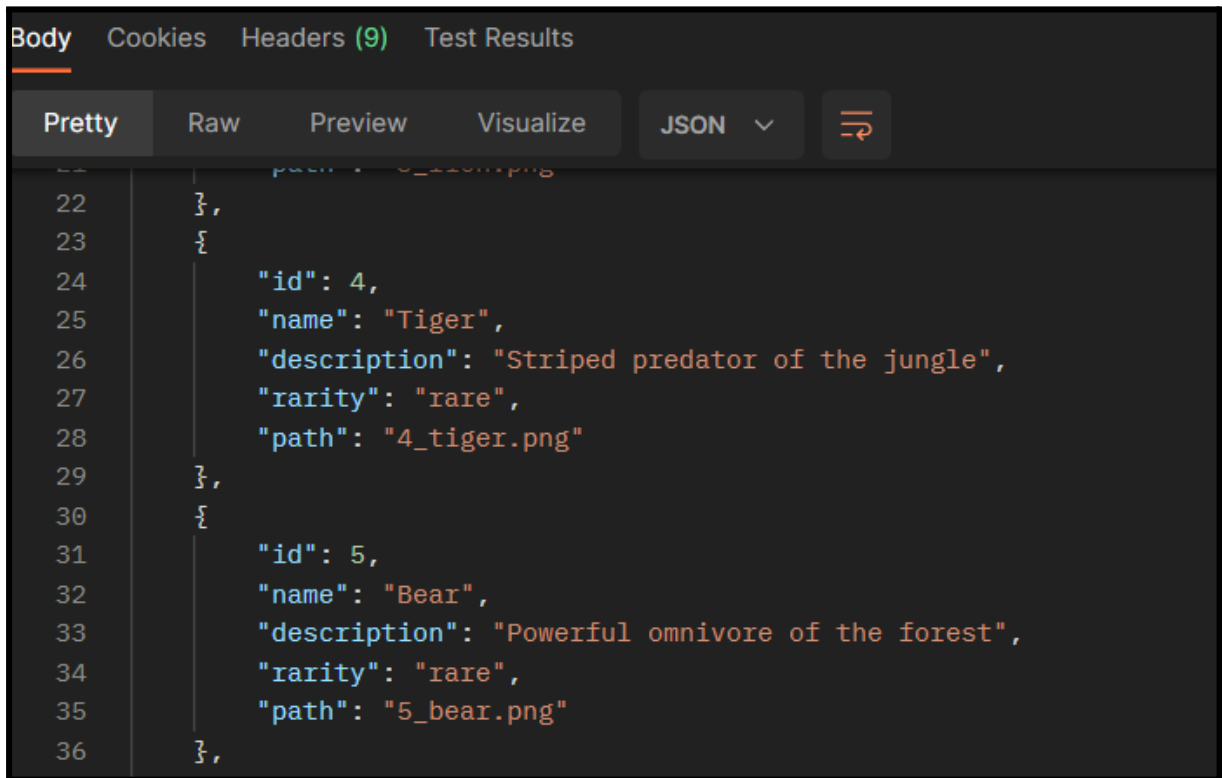 Body Cookies Headers (9) Test Results
Pretty Raw Preview Visualize JSON
22 },
23 {
24 "id": 4,
25 "name": "Tiger",
26 "description": "Striped predator of the jungle",
27 "rarity": "rare",
28 "path": "4_tiger.png"
29 },
30 {
31 "id": 5,
32 "name": "Bear",
33 "description": "Powerful omnivore of the forest",
34 "rarity": "rare",
35 "path": "5_bear.png"
36 },